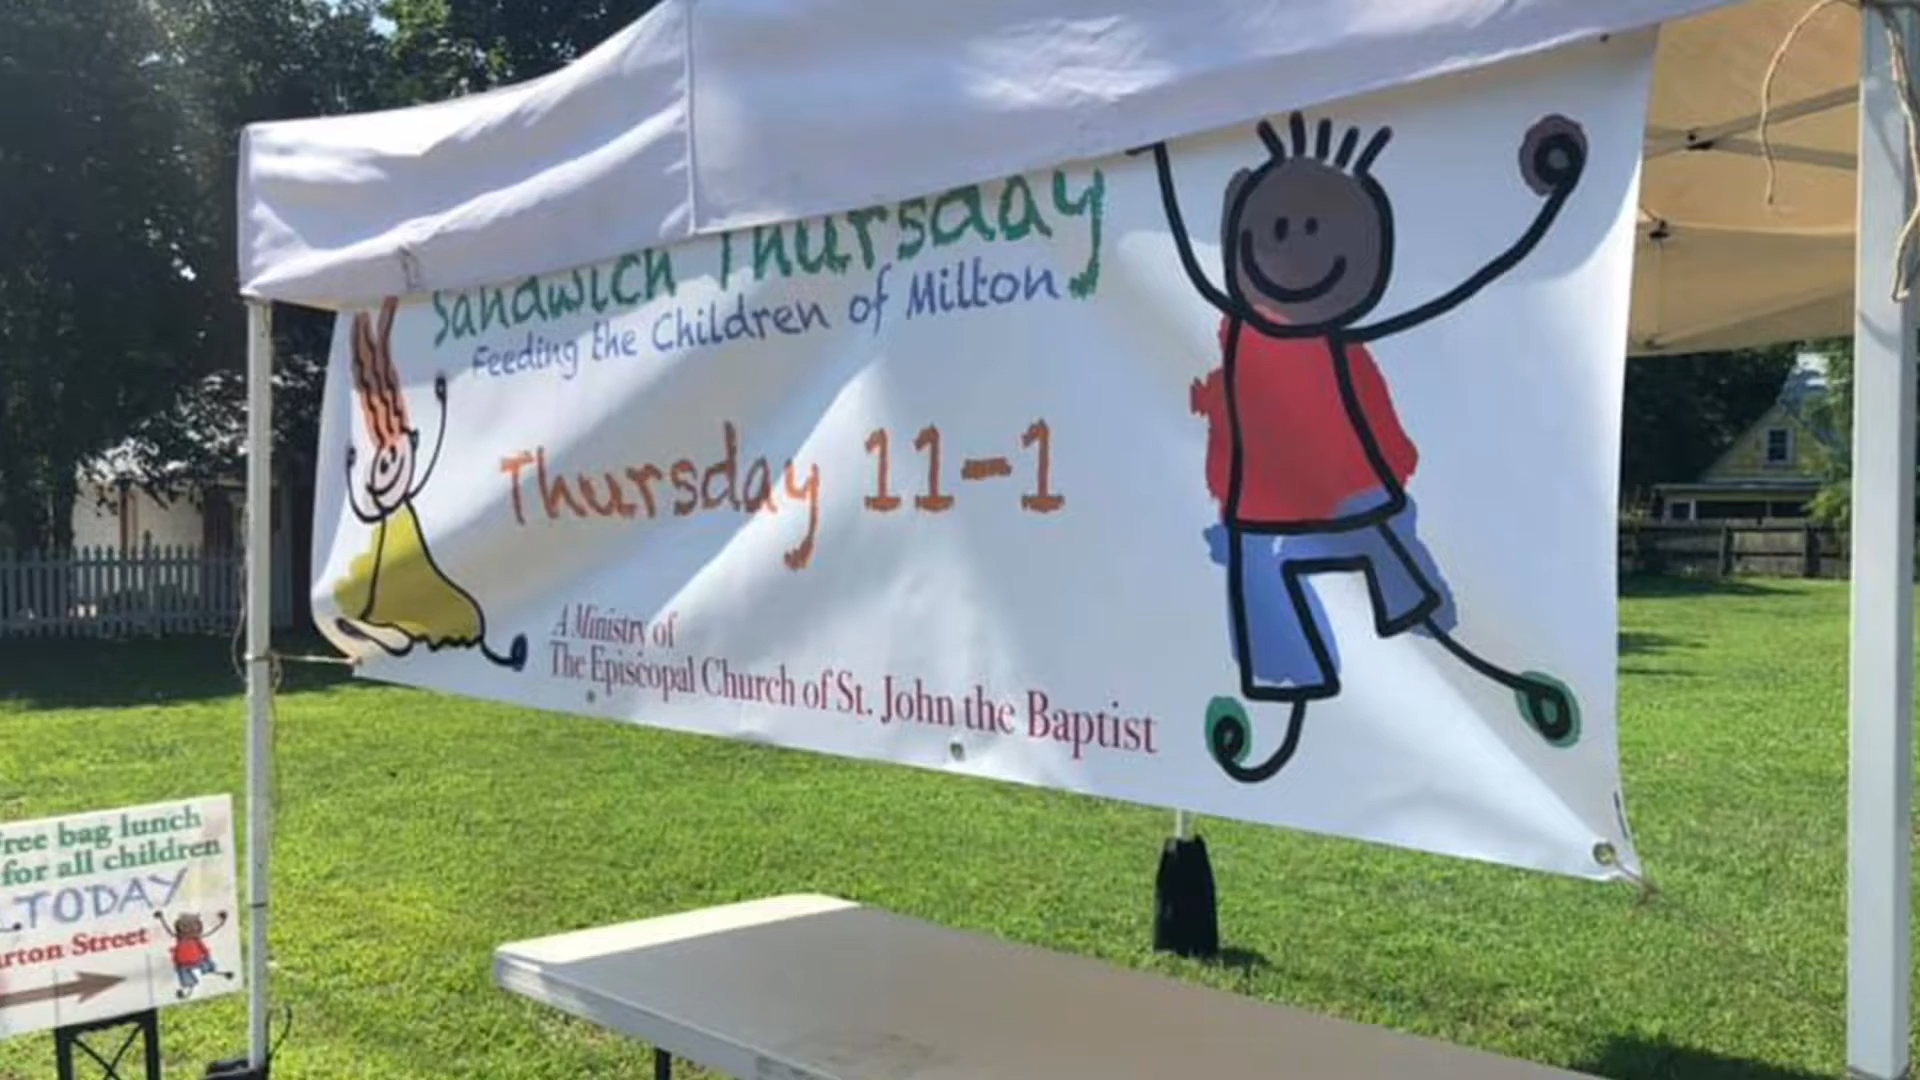 Sandwich Thursday
Feeding the Children of Milton
Thursday 11-1
A Ministry of
The Episcopal Church of St. John the Baptist
free bag lunch
for all children
TODAY
Street